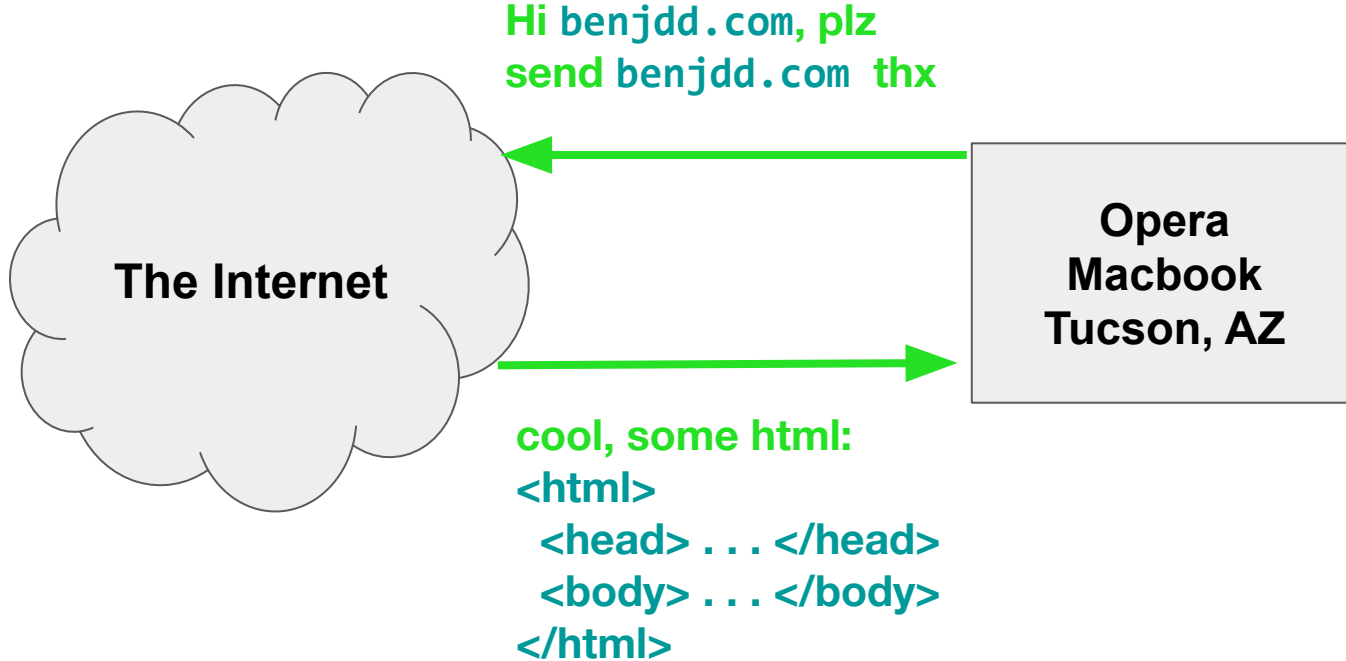 Hi benjdd.com, plz
send benjdd.com thx
The Internet
Opera
Macbook
Tucson, AZ
cool, some html:
<html>
<head> . . . </head>
<body> . . . </body>
</html>